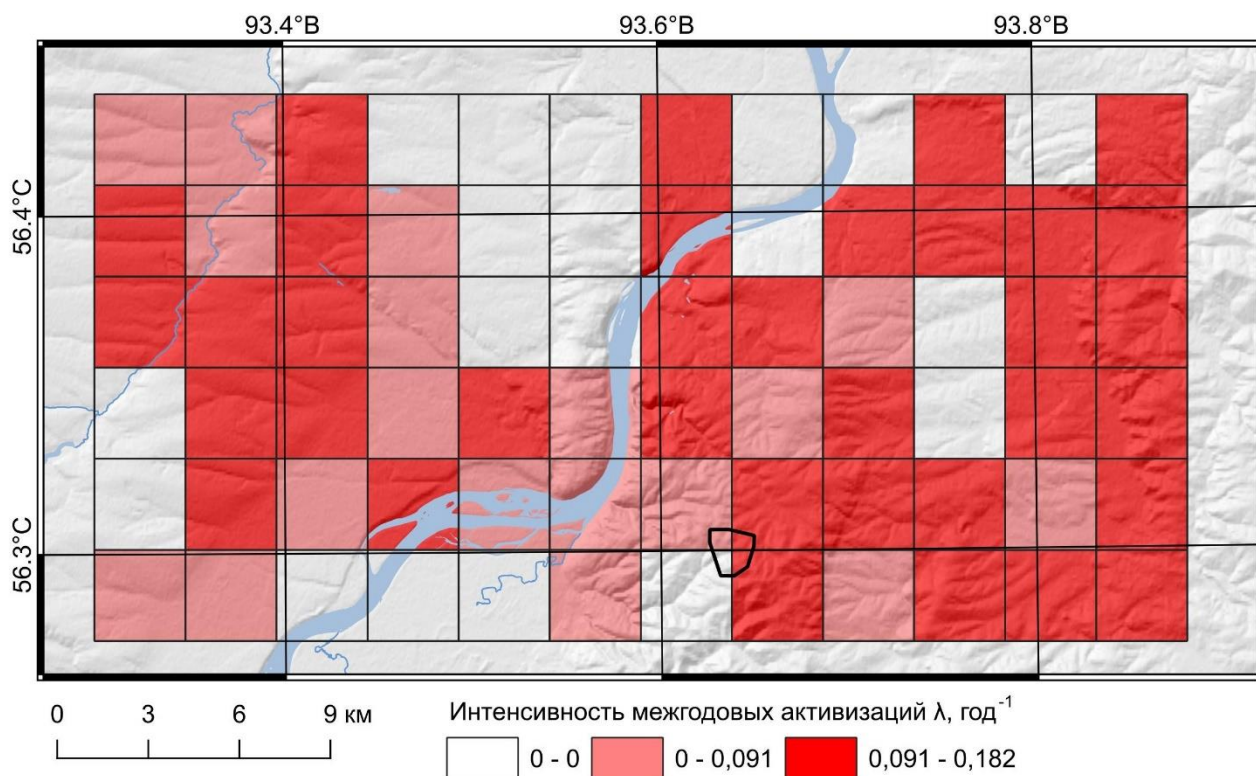 93.4°В 93.6°В 93.8°В
56.4°С
56.3°С
0 3 6 9 км
Интенсивность межгодовых активизаций λ, год⁻¹
0 - 0 0 - 0,091 0,091 - 0,182